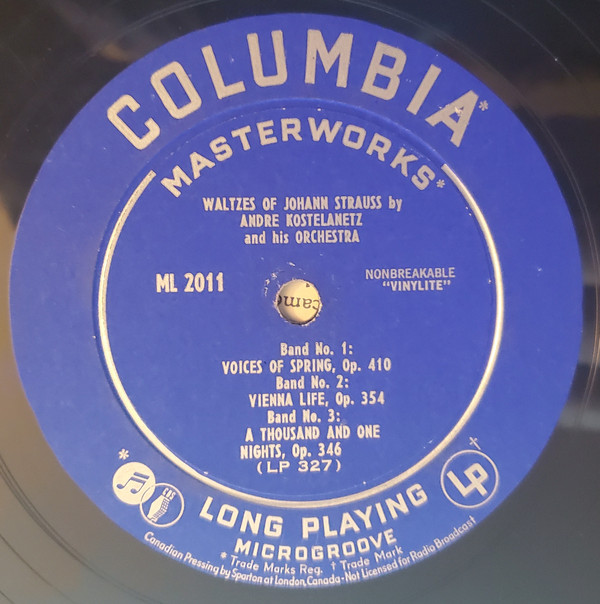 COLUMBIA*
MASTERWORKS*
WALTZES OF JOHANN STRAUSS by
ANDRE KOSTELANETZ
and his ORCHESTRA
ML 2011
NONBREAKABLE
"VINYLITE"
came
Band No. 1:
VOICES OF SPRING, Op. 410
Band No. 2:
VIENNA LIFE, Op. 354
Band No. 3:
A THOUSAND AND ONE
NIGHTS, Op. 346
(LP 327)
*
CBS
†
LP
LONG PLAYING
MICROGROOVE
* Trade Marks Reg. † Trade Mark
Canadian Pressing by Sparton at London, Canada - Not Licensed for Radio Broadcast